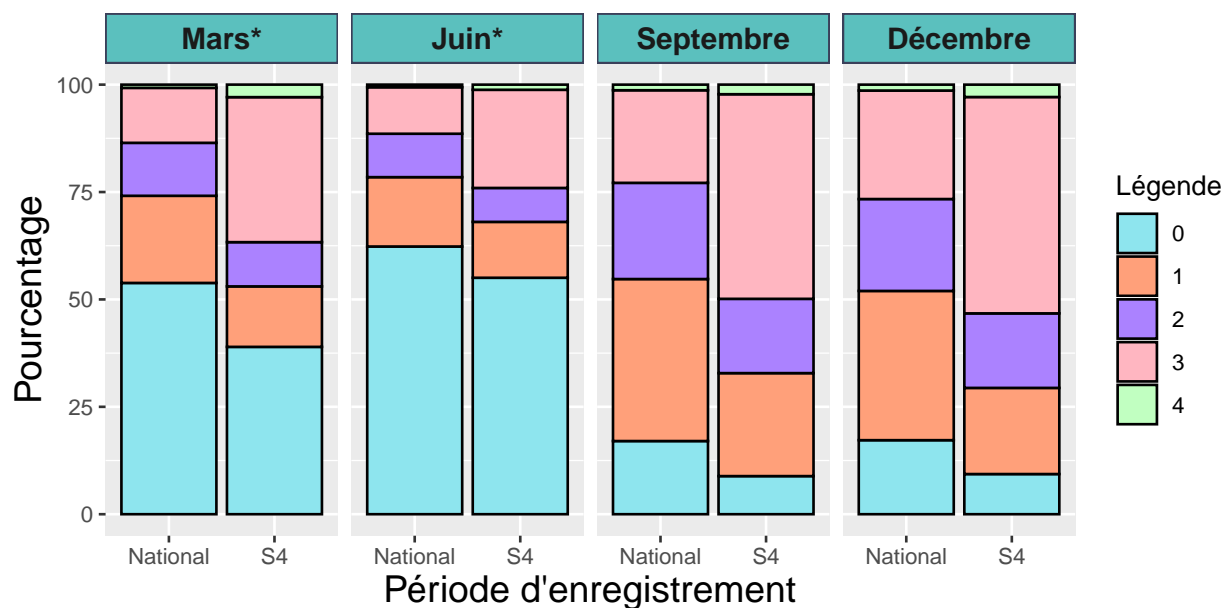 Mars*
Juin*
Septembre
Décembre
Pourcentage
100
75
50
25
0
National
S4
National
S4
National
S4
National
S4
Période d'enregistrement
Légende
0
1
2
3
4